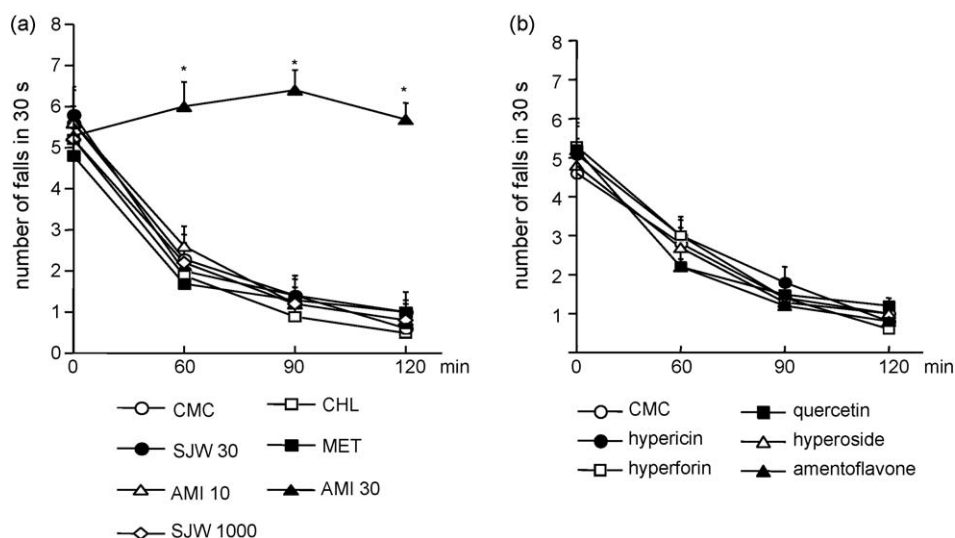 (a)
number of falls in 30 s
8
7
6
5
4
3
2
1
0
* * *
0 60 90 120 min
CMC CHL
SJW 30 MET
AMI 10 AMI 30
SJW 1000
(b)
number of falls in 30 s
8
7
6
5
4
3
2
1
0 60 90 120 min
CMC quercetin
hypericin hyperoside
hyperforin amentoflavone